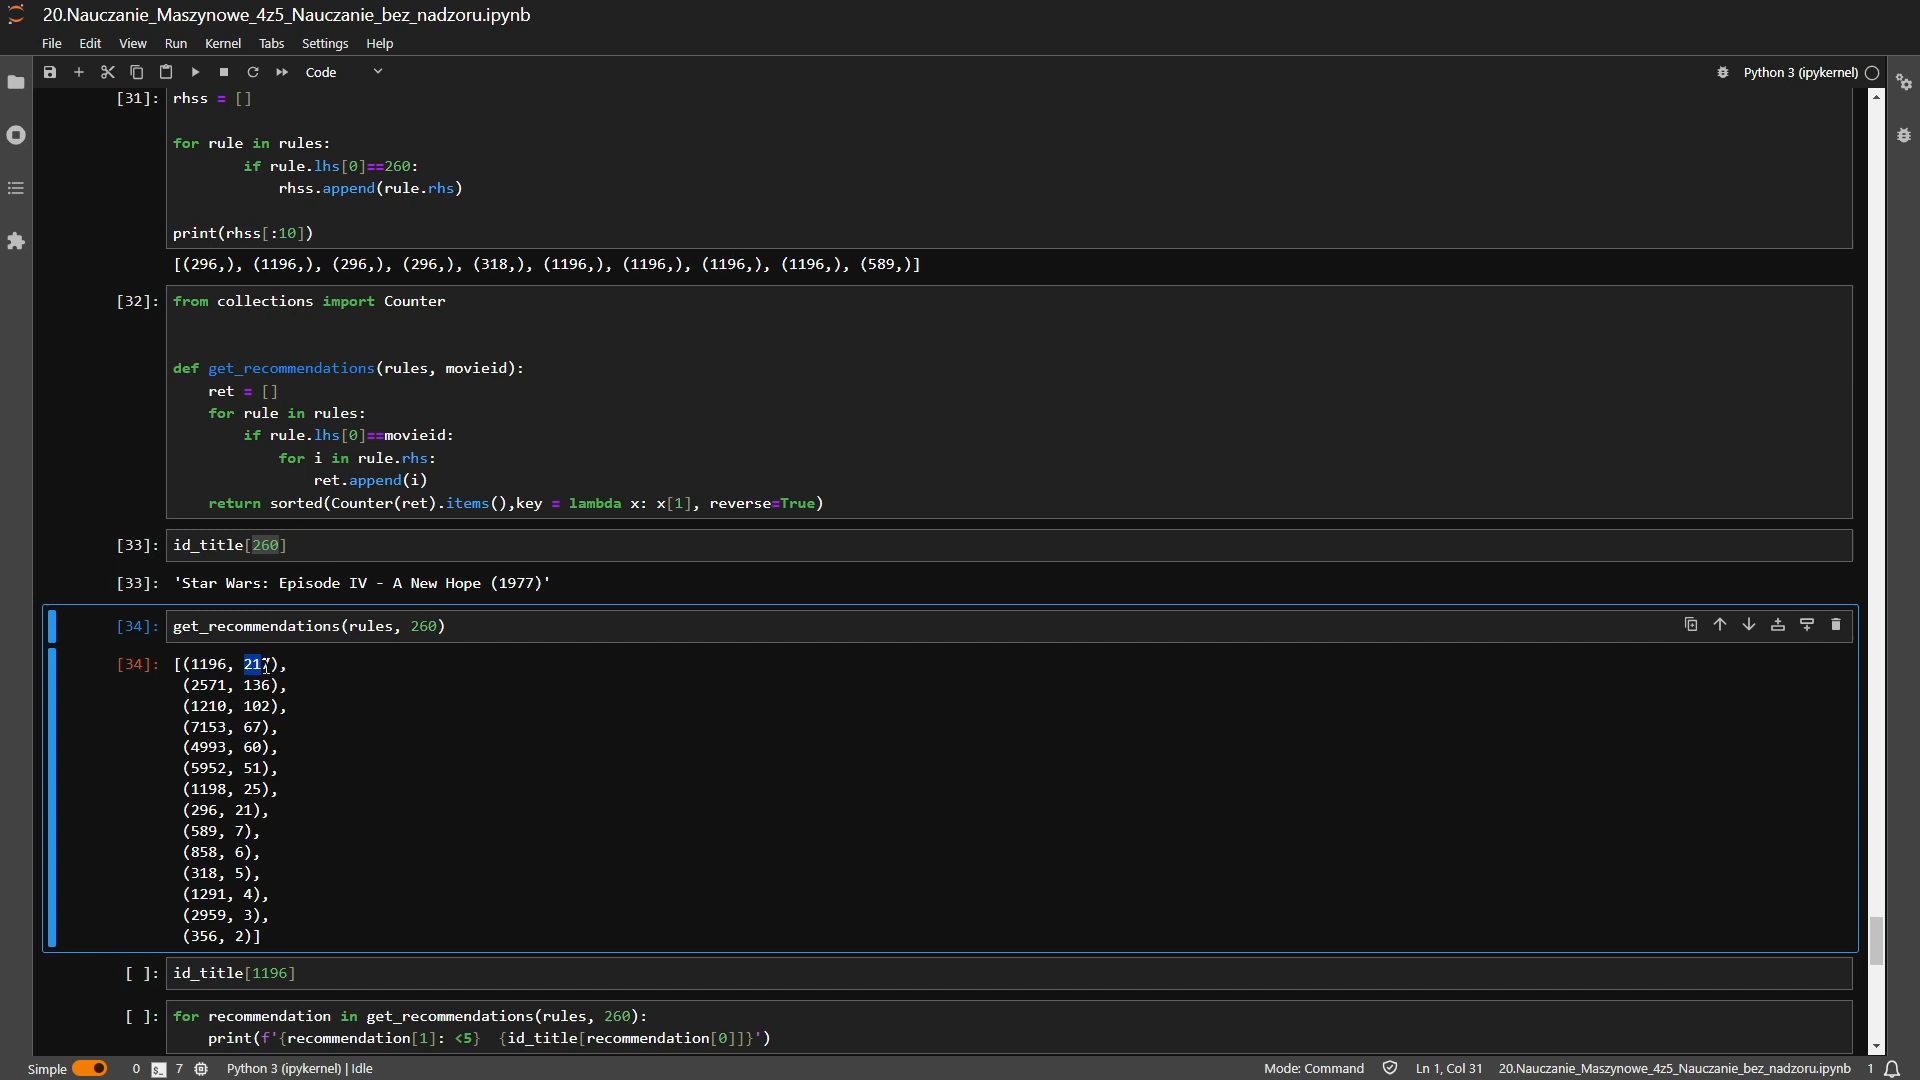 20.Nauczanie_Maszynowe_4z5_Nauczanie_bez_nadzoru.ipynb
File Edit View Run Kernel Tabs Settings Help
Code
Python 3 (ipykernel)
[31]: rhss = []
for rule in rules:
if rule.lhs[0]==260:
rhss.append(rule.rhs)
print(rhss[:10])
[(296,), (1196,), (296,), (296,), (318,), (1196,), (1196,), (1196,), (1196,), (589,)]
[32]: from collections import Counter
def get_recommendations(rules, movieid):
ret = []
for rule in rules:
if rule.lhs[0]==movieid:
for i in rule.rhs:
ret.append(i)
return sorted(Counter(ret).items(),key = lambda x: x[1], reverse=True)
[33]: id_title[260]
[33]: 'Star Wars: Episode IV - A New Hope (1977)'
[34]: get_recommendations(rules, 260)
[34]: [(1196, 217),
(2571, 136),
(1210, 102),
(7153, 67),
(4993, 60),
(5952, 51),
(1198, 25),
(296, 21),
(589, 7),
(858, 6),
(318, 5),
(1291, 4),
(2959, 3),
(356, 2)]
[ ]: id_title[1196]
[ ]: for recommendation in get_recommendations(rules, 260):
print(f'{recommendation[1]: <5} {id_title[recommendation[0]]}')
Simple 0 $_ 7 Python 3 (ipykernel) | Idle Mode: Command Ln 1, Col 31 20.Nauczanie_Maszynowe_4z5_Nauczanie_bez_nadzoru.ipynb 1